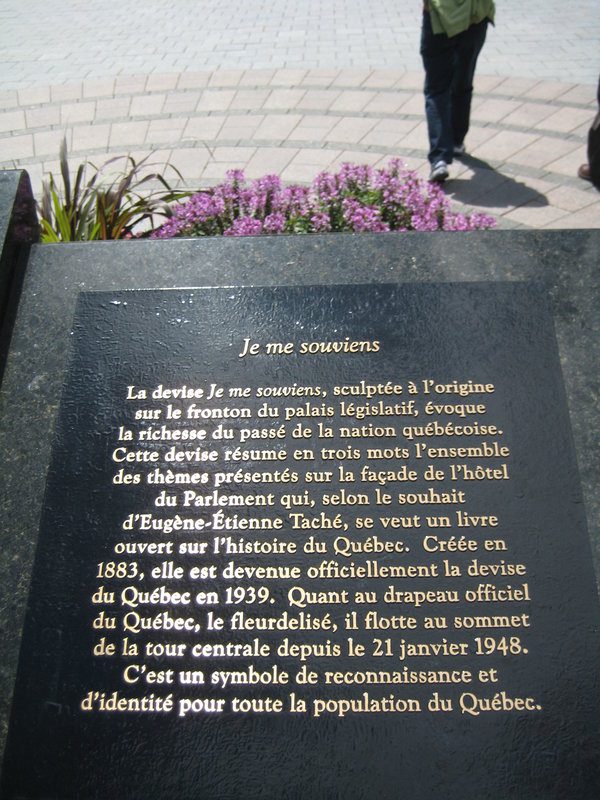 Je me souviens
La devise Je me souviens, sculptée à l'origine
sur le fronton du palais législatif, évoque
la richesse du passé de la nation québécoise.
Cette devise résume en trois mots l'ensemble
des thèmes présentés sur la façade de l'hôtel
du Parlement qui, selon le souhait
d'Eugène-Étienne Taché, se veut un livre
ouvert sur l'histoire du Québec. Créée en
1883, elle est devenue officiellement la devise
du Québec en 1939. Quant au drapeau officiel
du Québec, le fleurdelisé, il flotte au sommet
de la tour centrale depuis le 21 janvier 1948.
C'est un symbole de reconnaissance et
d'identité pour toute la population du Québec.